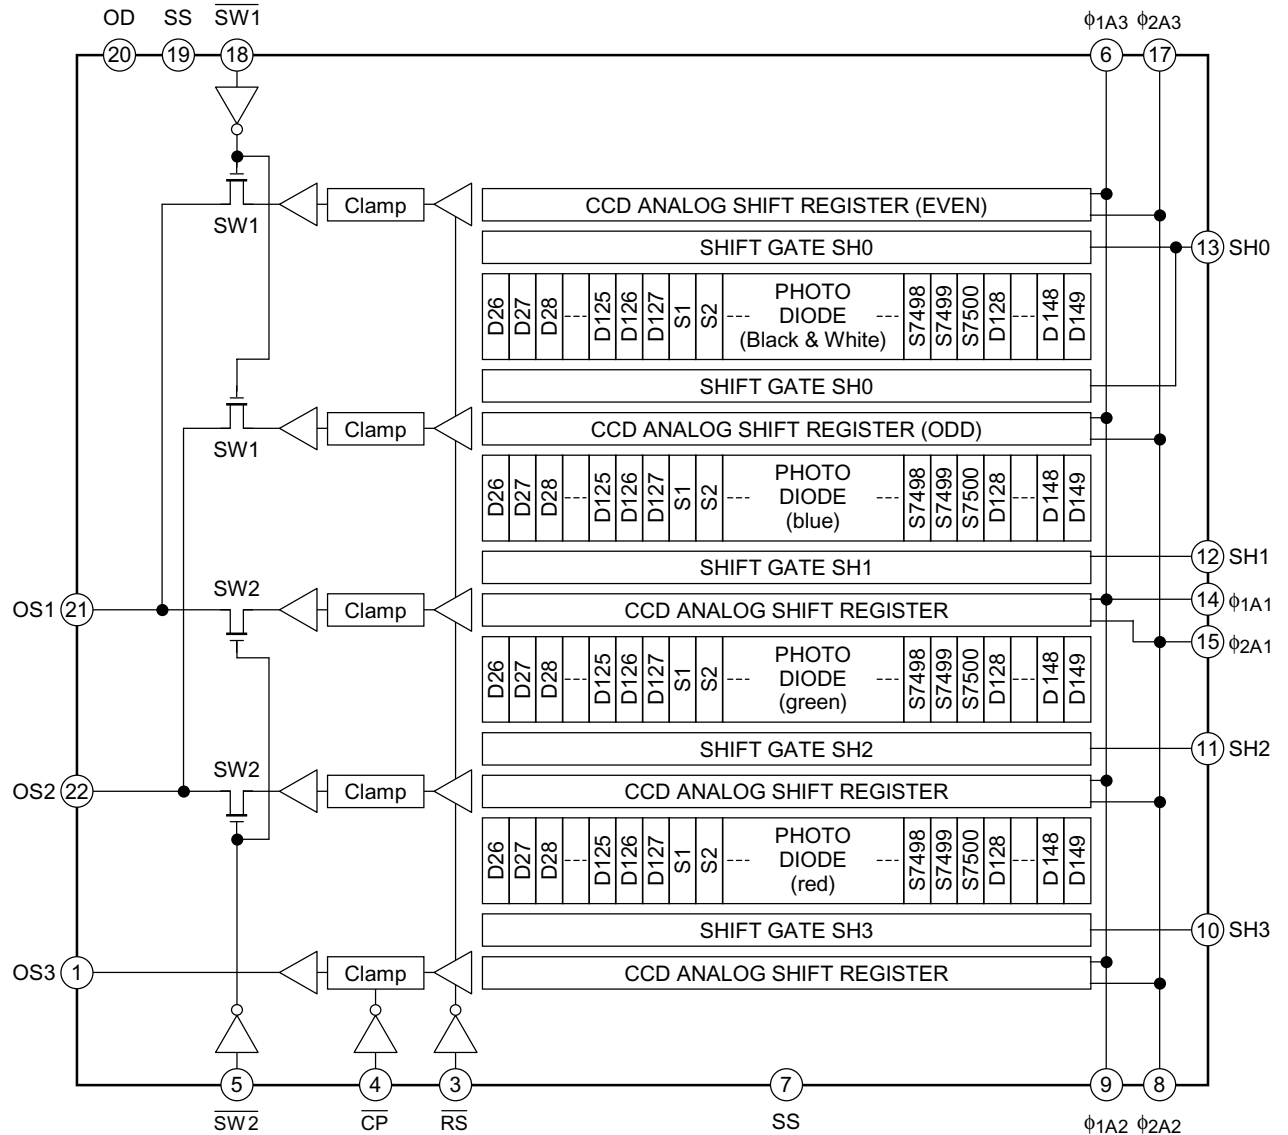 OD SS S̅W̅1̅ ϕ1A3 ϕ2A3
20 19 18 6 17
SW1 Clamp CCD ANALOG SHIFT REGISTER (EVEN)
SHIFT GATE SH0 13 SH0
D26 D27 D28 ---- D125 D126 D127 S1 S2 --- PHOTO DIODE (Black & White) --- S7498 S7499 S7500 D128 ---- D148 D149
SHIFT GATE SH0
SW1 Clamp CCD ANALOG SHIFT REGISTER (ODD)
D26 D27 D28 ---- D125 D126 D127 S1 S2 --- PHOTO DIODE (blue) --- S7498 S7499 S7500 D128 ---- D148 D149
SHIFT GATE SH1 12 SH1
OS1 21 SW2 Clamp CCD ANALOG SHIFT REGISTER 14 ϕ1A1
15 ϕ2A1
D26 D27 D28 ---- D125 D126 D127 S1 S2 --- PHOTO DIODE (green) --- S7498 S7499 S7500 D128 ---- D148 D149
SHIFT GATE SH2 11 SH2
OS2 22 SW2 Clamp CCD ANALOG SHIFT REGISTER
D26 D27 D28 ---- D125 D126 D127 S1 S2 --- PHOTO DIODE (red) --- S7498 S7499 S7500 D128 ---- D148 D149
SHIFT GATE SH3 10 SH3
OS3 1 Clamp CCD ANALOG SHIFT REGISTER
5 4 3 7 9 8
S̅W̅2̅ C̅P̅ R̅S̅ SS ϕ1A2 ϕ2A2